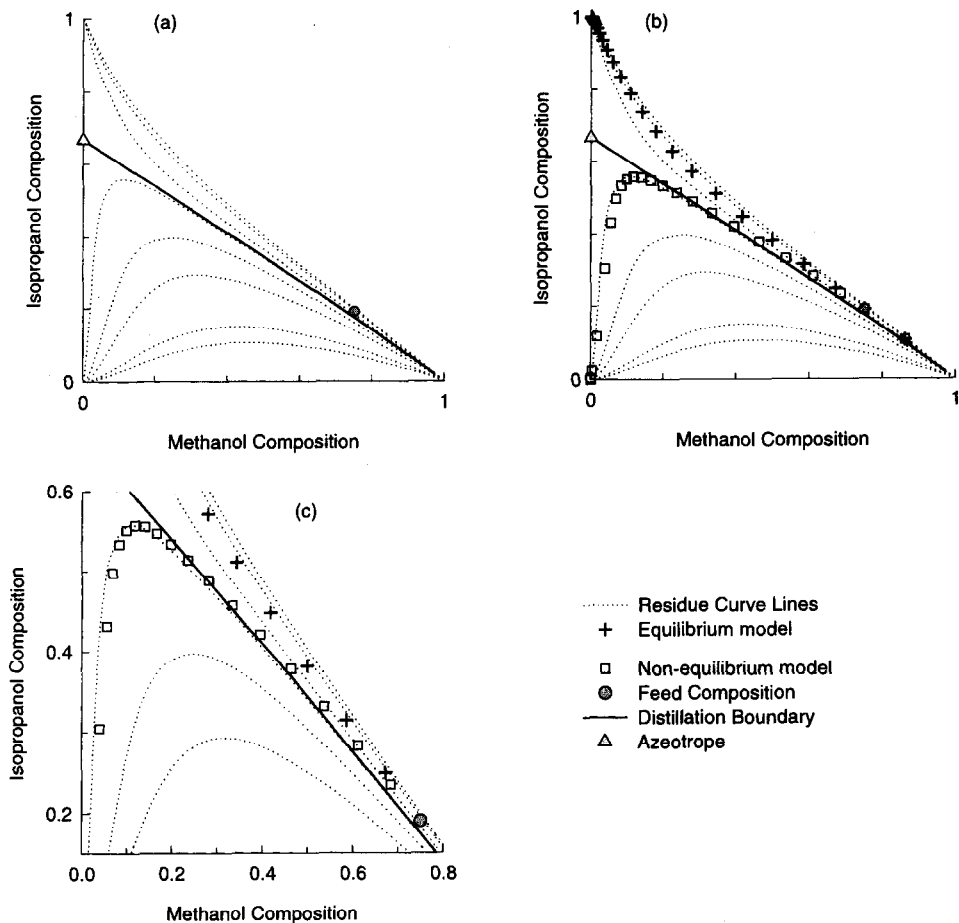 (a)
1
Isopropanol Composition
0
0
1
Methanol Composition
(b)
1
Isopropanol Composition
0
0
1
Methanol Composition
(c)
0.6
0.4
0.2
Isopropanol Composition
0.0
0.2
0.4
0.6
0.8
Methanol Composition
Residue Curve Lines
Equilibrium model
Non-equilibrium model
Feed Composition
Distillation Boundary
Azeotrope